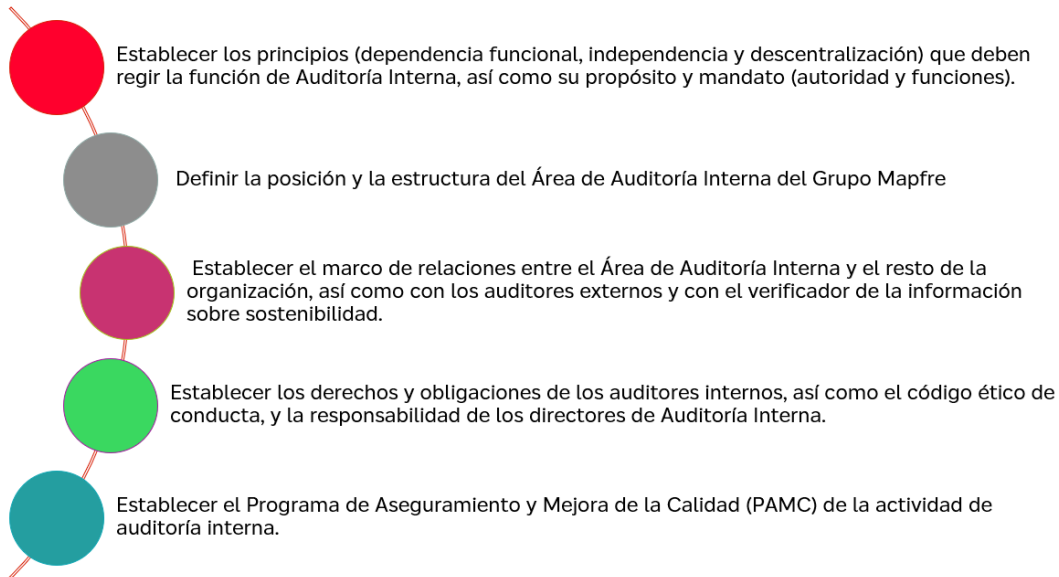 Establecer los principios (dependencia funcional, independencia y descentralización) que deben
regir la función de Auditoría Interna, así como su propósito y mandato (autoridad y funciones).
Definir la posición y la estructura del Área de Auditoría Interna del Grupo Mapfre
Establecer el marco de relaciones entre el Área de Auditoría Interna y el resto de la
organización, así como con los auditores externos y con el verificador de la información
sobre sostenibilidad.
Establecer los derechos y obligaciones de los auditores internos, así como el código ético de
conducta, y la responsabilidad de los directores de Auditoría Interna.
Establecer el Programa de Aseguramiento y Mejora de la Calidad (PAMC) de la actividad de
auditoría interna.